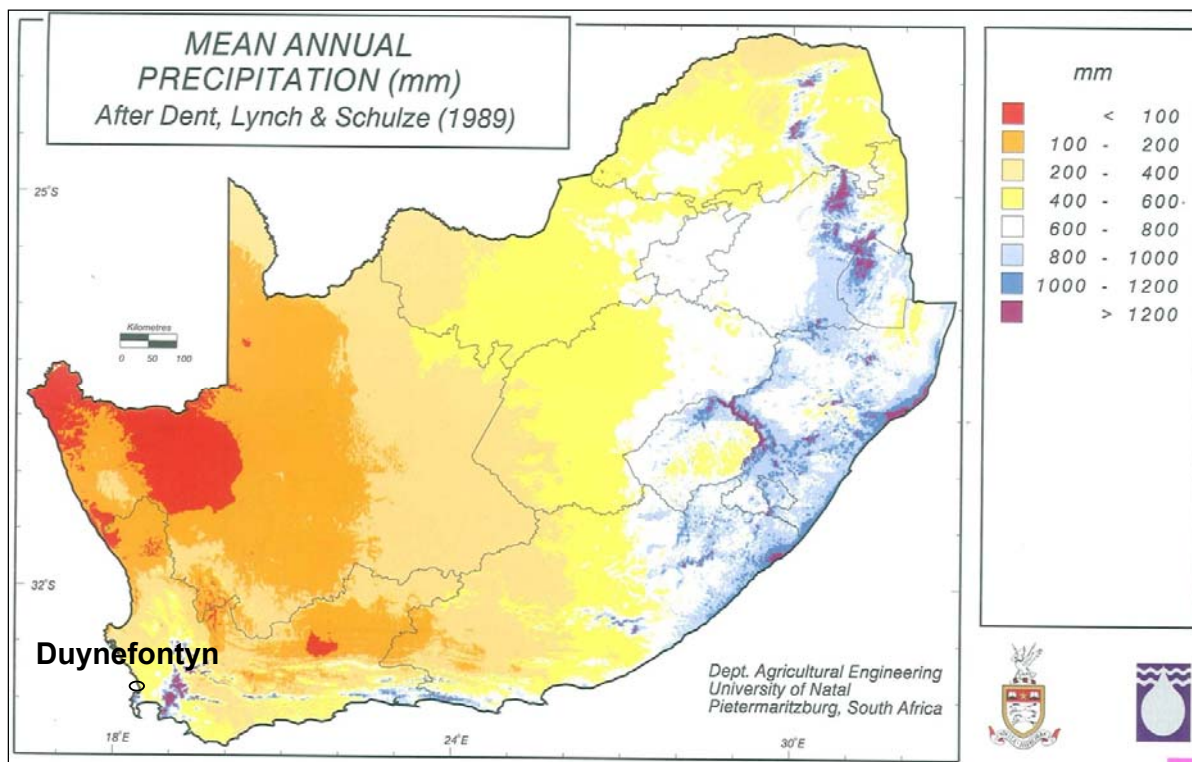 MEAN ANNUAL
PRECIPITATION (mm)
After Dent, Lynch & Schulze (1989)
mm
< 100
100 - 200
200 - 400
400 - 600
600 - 800
800 - 1000
1000 - 1200
> 1200
25°S
Kilometres
0 50 100
32°S
Duynefontyn
Dept. Agricultural Engineering
University of Natal
Pietermaritzburg, South Africa
18°E
24°E
30°E